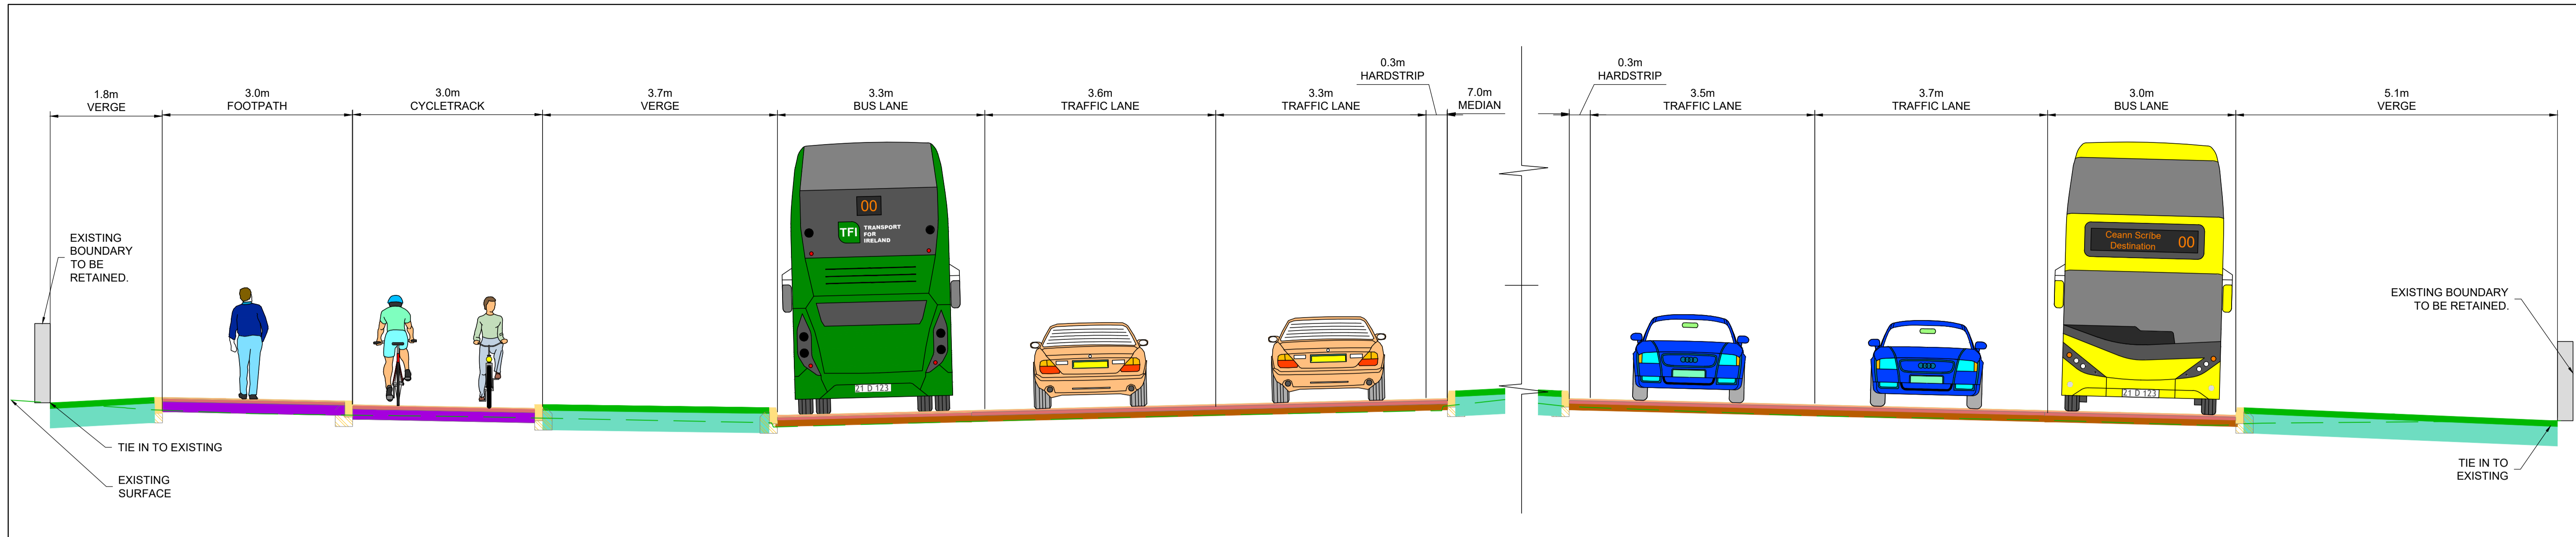 1.8m
VERGE
3.0m
FOOTPATH
3.0m
CYCLETRACK
3.7m
VERGE
3.3m
BUS LANE
3.6m
TRAFFIC LANE
3.3m
TRAFFIC LANE
0.3m
HARDSTRIP
7.0m
MEDIAN
0.3m
HARDSTRIP
3.5m
TRAFFIC LANE
3.7m
TRAFFIC LANE
3.0m
BUS LANE
5.1m
VERGE
EXISTING
BOUNDARY
TO BE
RETAINED.
00
TFI
TRANSPORT
FOR
IRELAND
21 D 123
Ceann Scríbe
Destination
00
21 D 123
EXISTING BOUNDARY
TO BE RETAINED.
TIE IN TO EXISTING
EXISTING
SURFACE
TIE IN TO
EXISTING